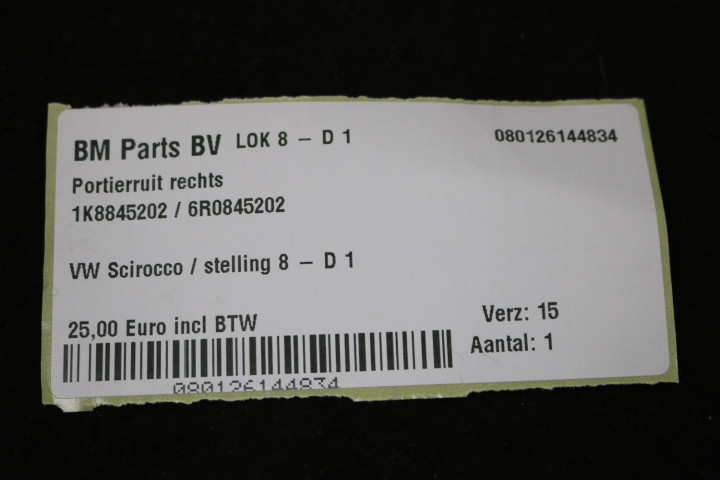 BM Parts BV LOK 8 - D 1 080126144834
Portierruit rechts
1K8845202 / 6R0845202
VW Scirocco / stelling 8 - D 1
25,00 Euro incl BTW
Verz: 15
Aantal: 1
080126144834